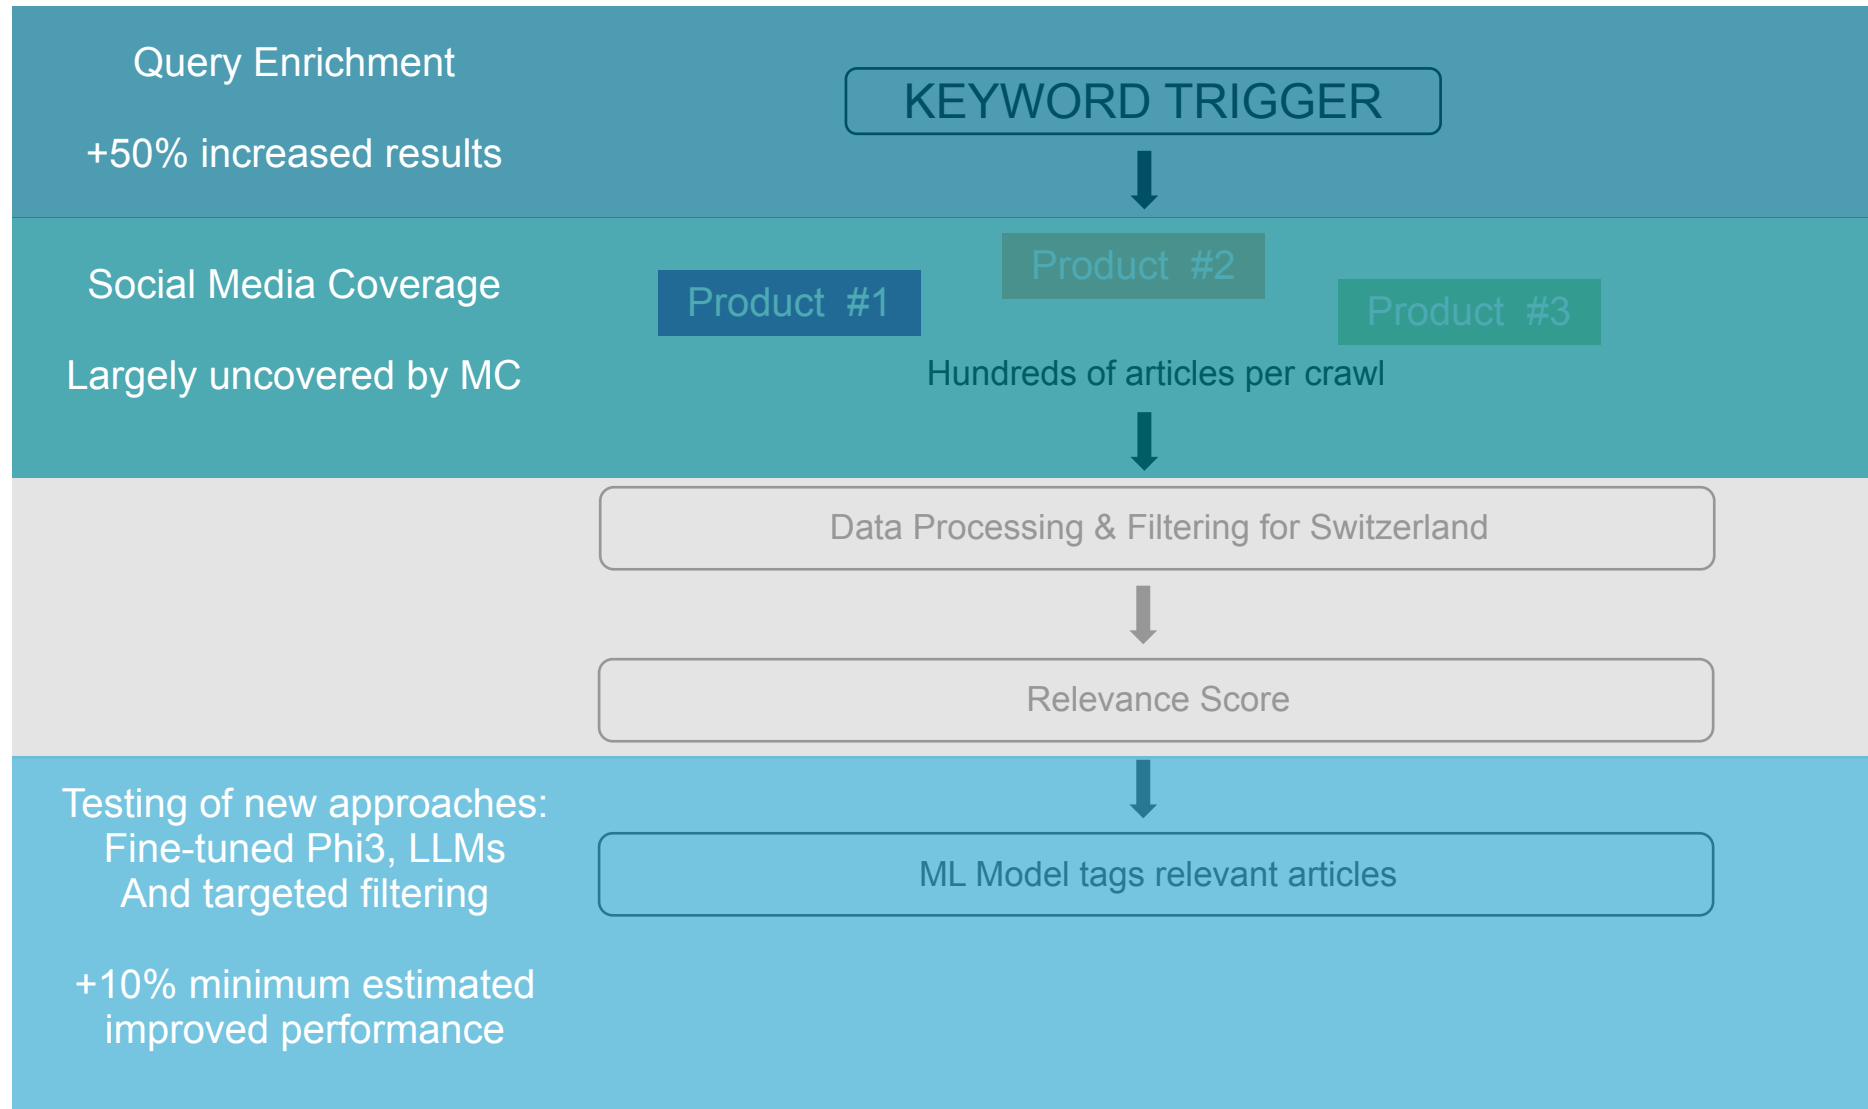 Query Enrichment
+50% increased results
KEYWORD TRIGGER
Social Media Coverage
Largely uncovered by MC
Product #1
Product #2
Product #3
Hundreds of articles per crawl
Data Processing & Filtering for Switzerland
Relevance Score
Testing of new approaches:
Fine-tuned Phi3, LLMs
And targeted filtering
+10% minimum estimated
improved performance
ML Model tags relevant articles